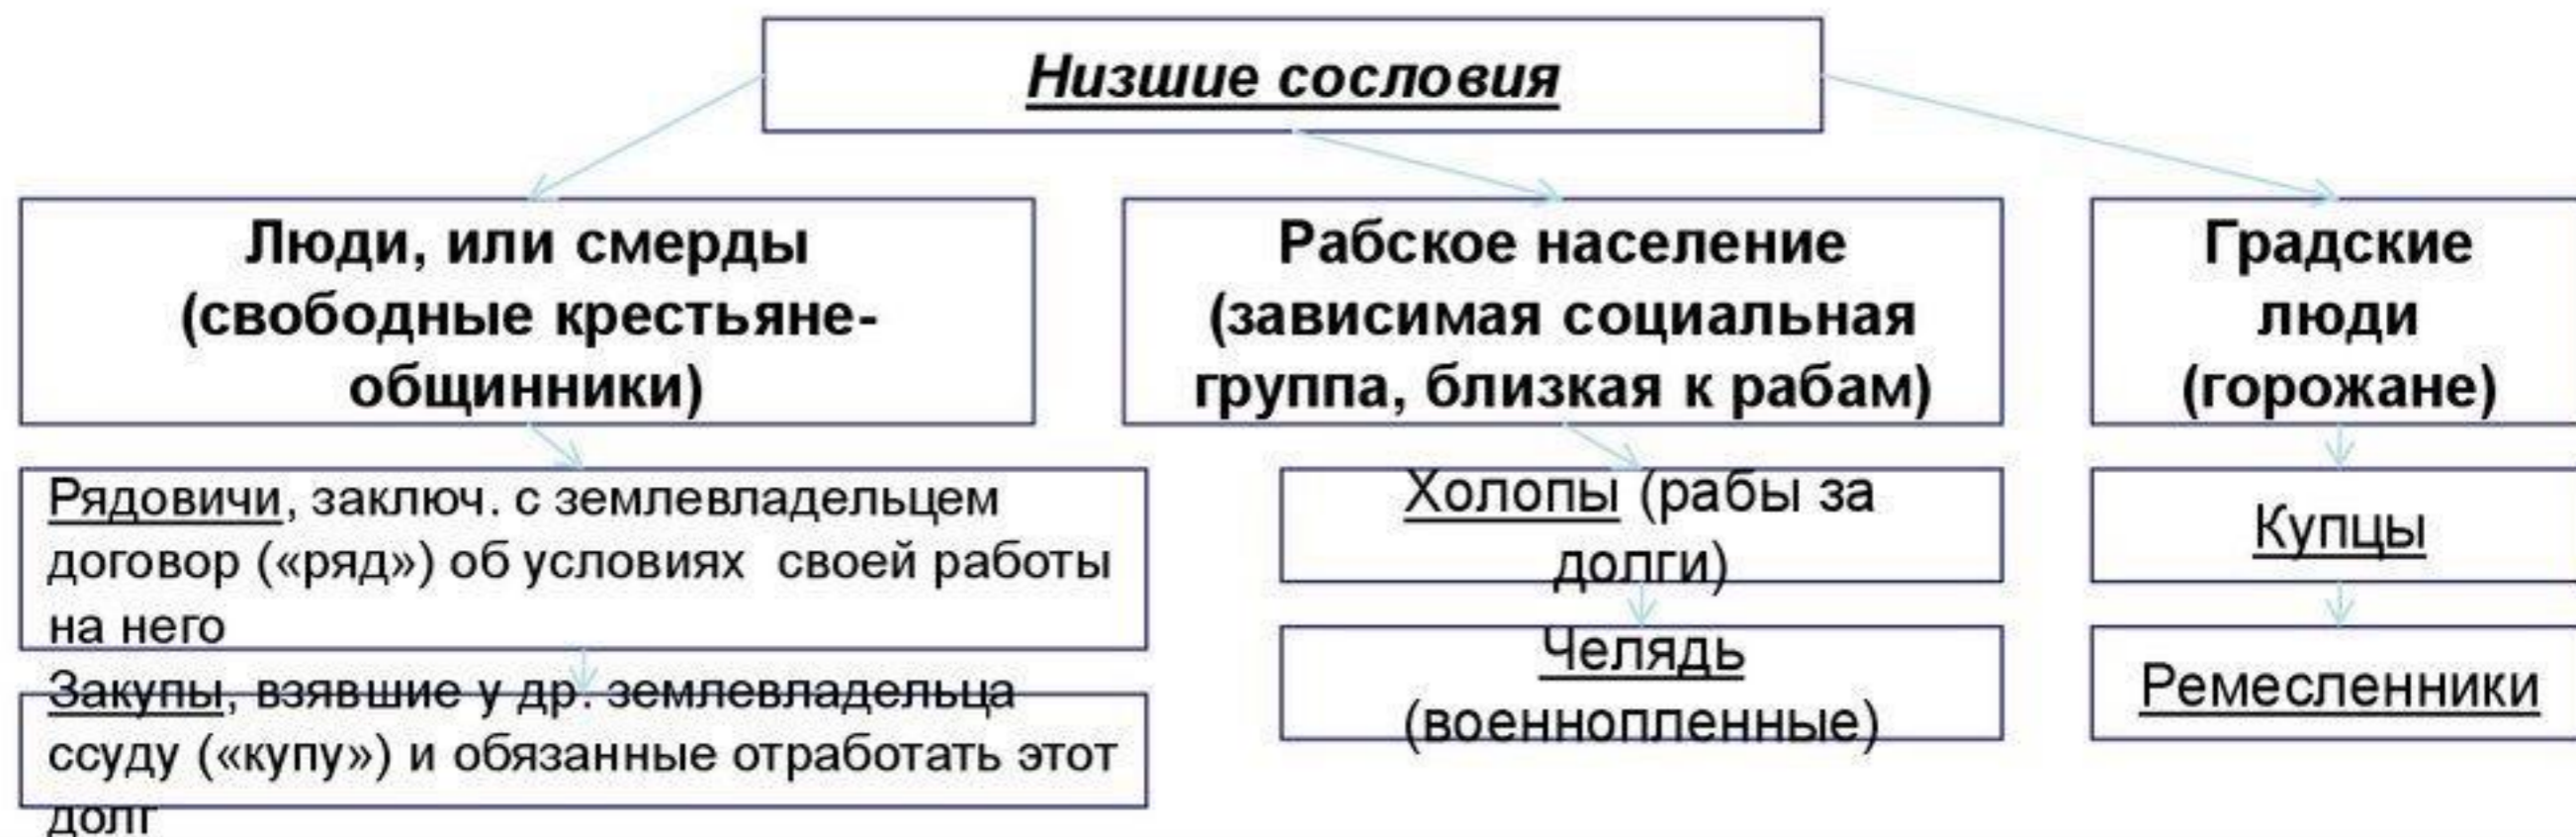 Низшие сословия
Люди, или смерды
(свободные крестьяне-
общинники)
Рабское население
(зависимая социальная
группа, близкая к рабам)
Градские
люди
(горожане)
Рядовичи, заключ. с землевладельцем
договор («ряд») об условиях своей работы
на него
Холопы (рабы за
долги)
Купцы
Закупы, взявшие у др. землевладельца
ссуду («купу») и обязанные отработать этот
долг
Челядь
(военнопленные)
Ремесленники